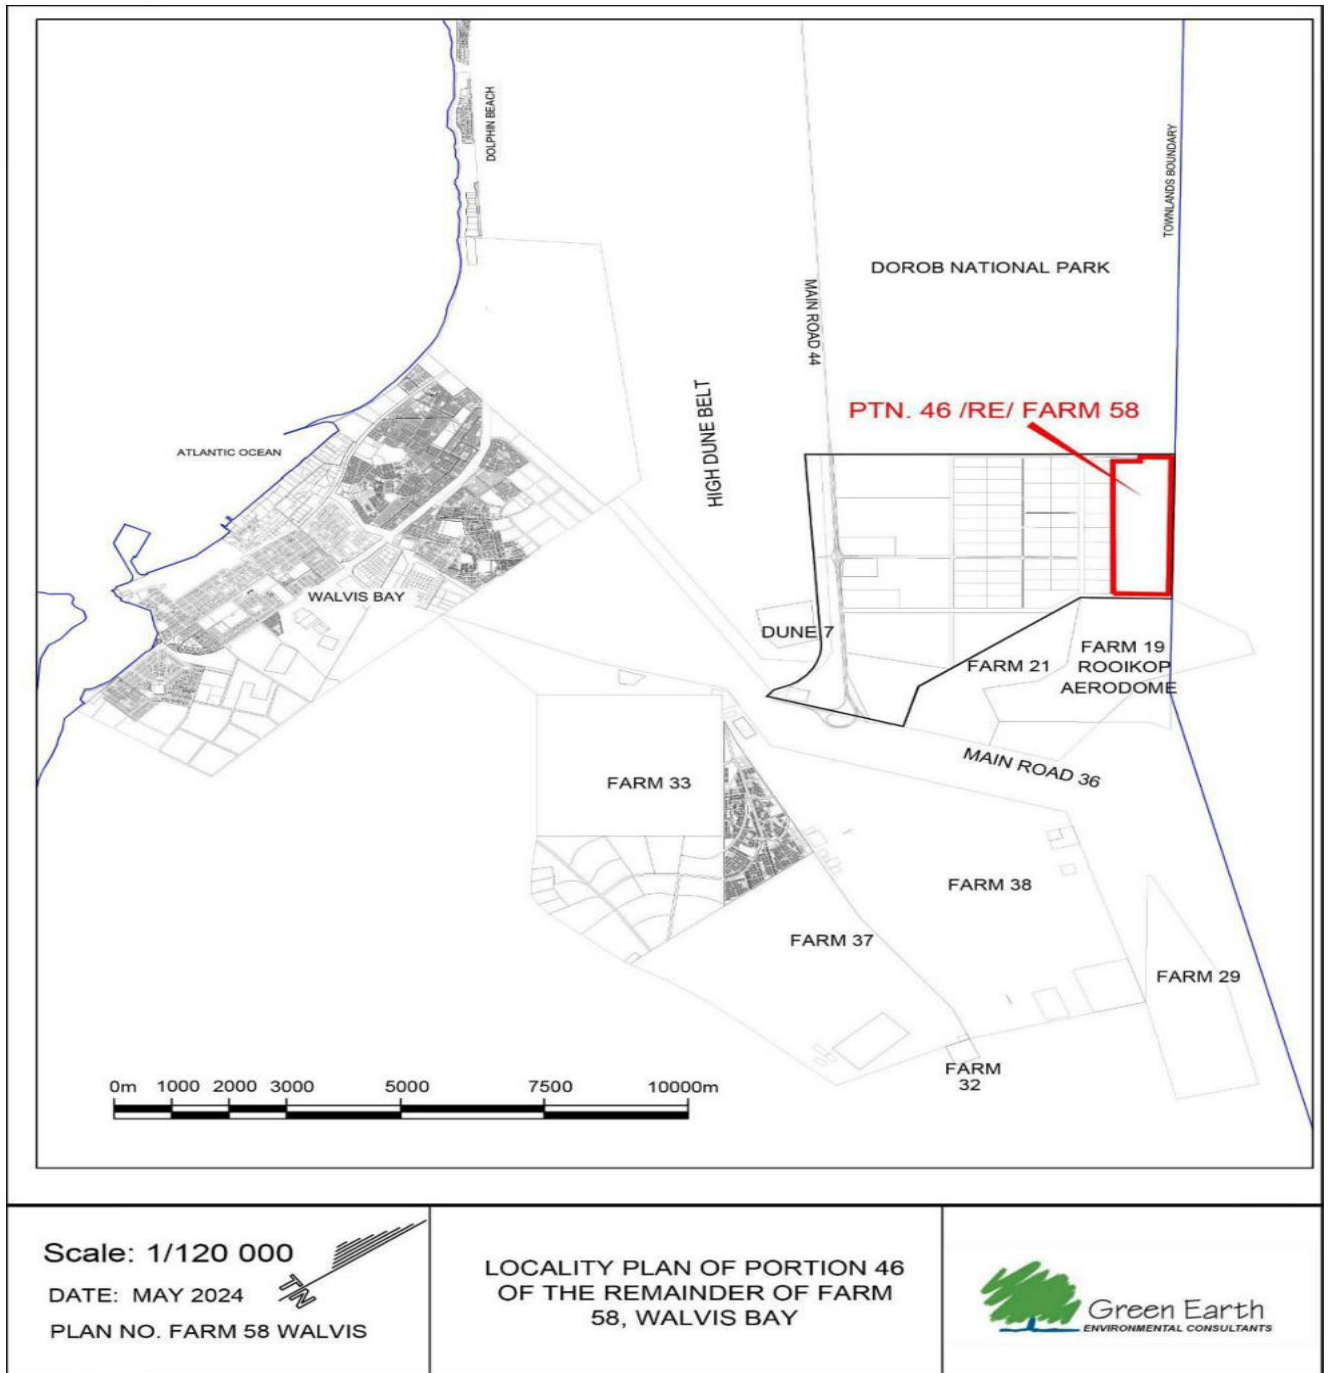 DOLPHIN BEACH
TOWNLANDS BOUNDARY
DOROB NATIONAL PARK
MAIN ROAD 44
HIGH DUNE BELT
PTN. 46 /RE/ FARM 58
ATLANTIC OCEAN
WALVIS BAY
DUNE 7
FARM 21
FARM 19
ROOIKOP
AERODOME
MAIN ROAD 36
FARM 33
FARM 38
FARM 37
FARM 29
FARM
32
0m 1000 2000 3000 5000 7500 10000m
Scale: 1/120 000
DATE: MAY 2024
PLAN NO. FARM 58 WALVIS
TN
LOCALITY PLAN OF PORTION 46
OF THE REMAINDER OF FARM
58, WALVIS BAY
Green Earth
ENVIRONMENTAL CONSULTANTS